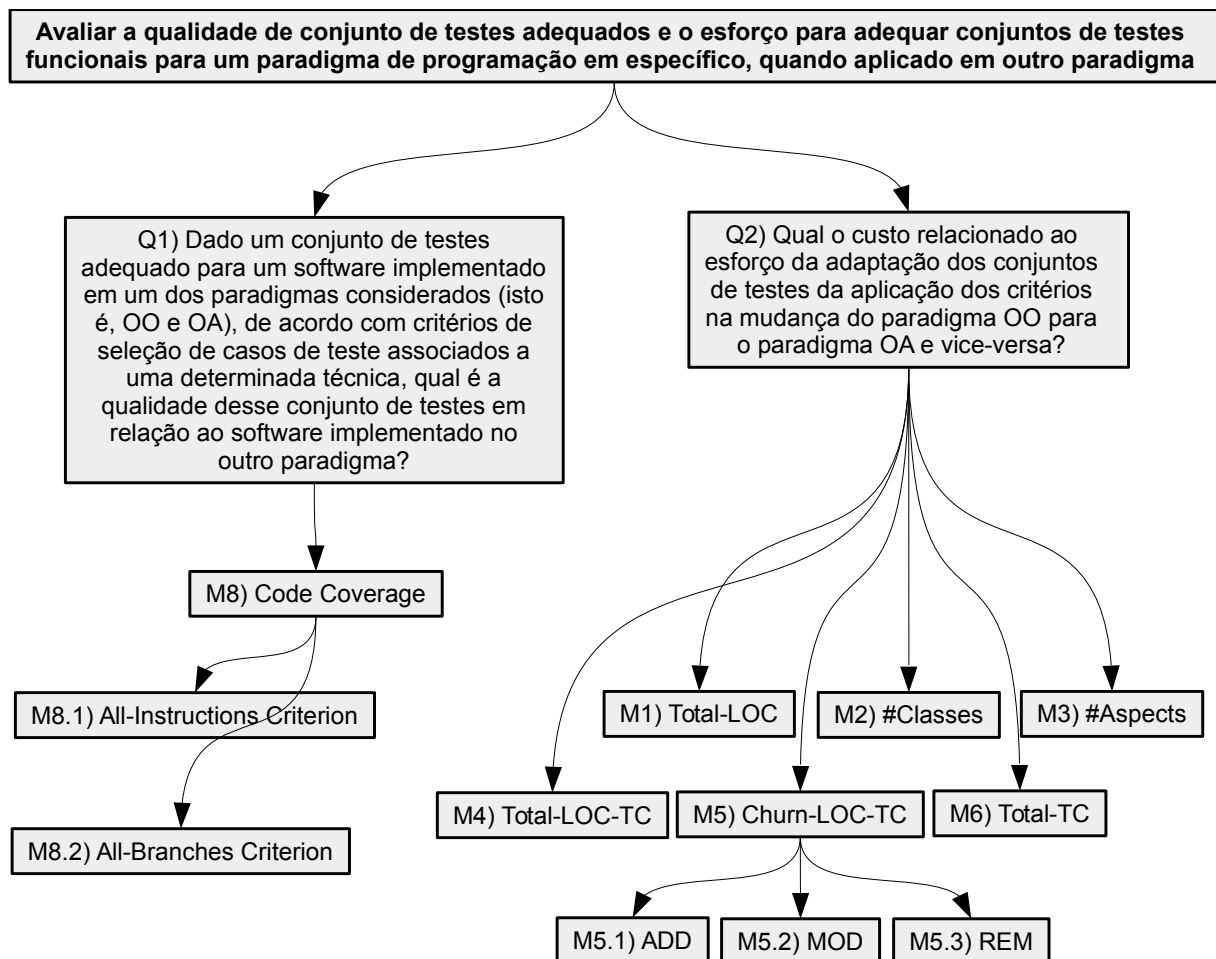 Avaliar a qualidade de conjunto de testes adequados e o esforço para adequar conjuntos de testes
funcionais para um paradigma de programação em específico, quando aplicado em outro paradigma
Q1) Dado um conjunto de testes
adequado para um software implementado
em um dos paradigmas considerados (isto
é, OO e OA), de acordo com critérios de
seleção de casos de teste associados a
uma determinada técnica, qual é a
qualidade desse conjunto de testes em
relação ao software implementado no
outro paradigma?
Q2) Qual o custo relacionado ao
esforço da adaptação dos conjuntos
de testes da aplicação dos critérios
na mudança do paradigma OO para
o paradigma OA e vice-versa?
M8) Code Coverage
M8.1) All-Instructions Criterion
M8.2) All-Branches Criterion
M1) Total-LOC
M2) #Classes
M3) #Aspects
M4) Total-LOC-TC
M5) Churn-LOC-TC
M6) Total-TC
M5.1) ADD
M5.2) MOD
M5.3) REM